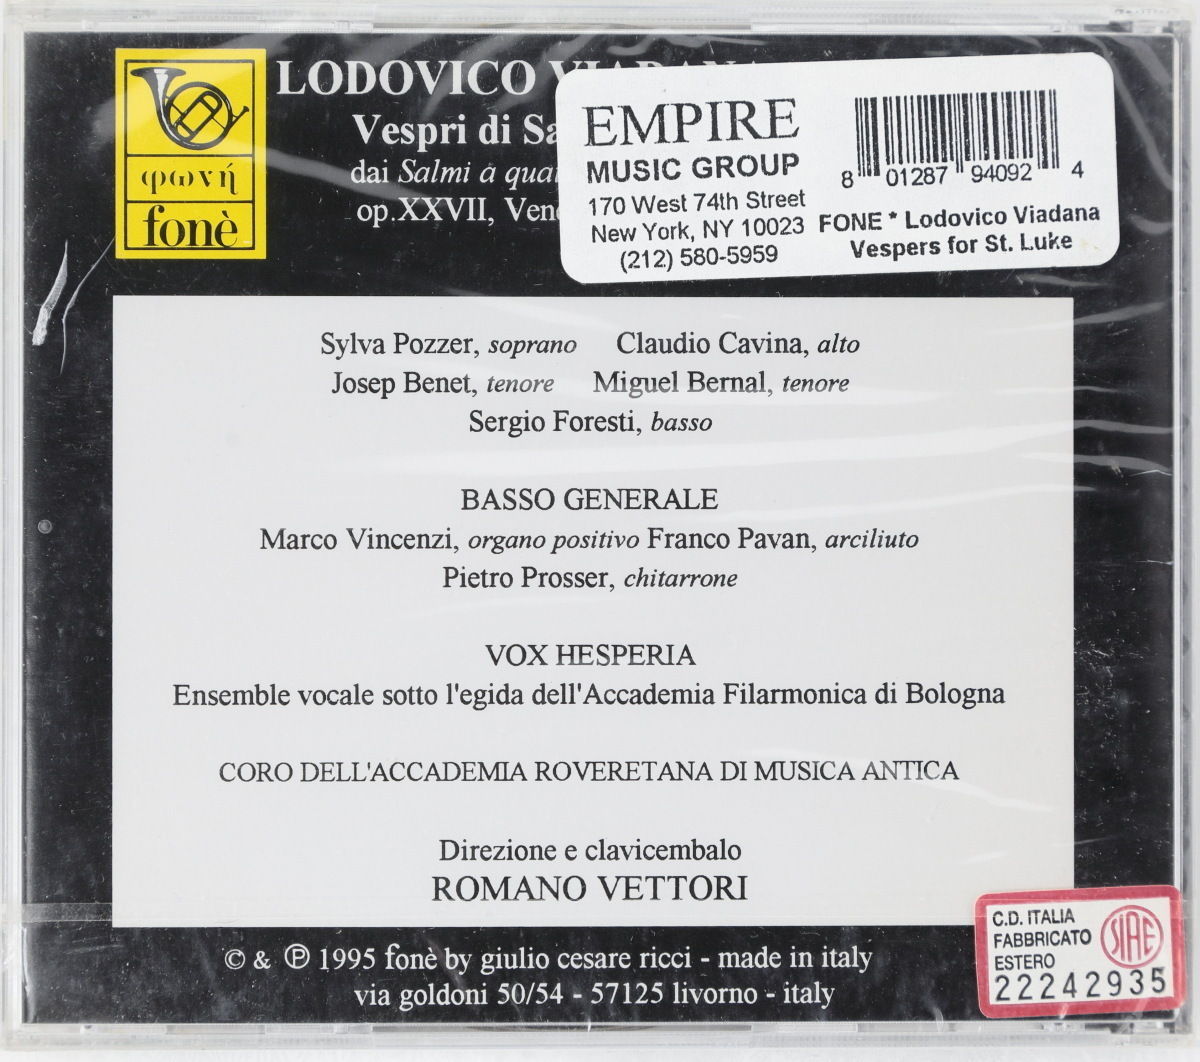 LODOVICO
Vespri di
dai Salmi a
op.XXVII,
φωνή
fonè
EMPIRE
MUSIC GROUP
170 West 74th Street
New York, NY 10023
(212) 580-5959
8 01287 94092 4
FONE * Lodovico Viadana
Vespers for St. Luke
Sylva Pozzer, soprano Claudio Cavina, alto
Josep Benet, tenore Miguel Bernal, tenore
Sergio Foresti, basso
BASSO GENERALE
Marco Vincenzi, organo positivo Franco Pavan, arciliuto
Pietro Prosser, chitarrone
VOX HESPERIA
Ensemble vocale sotto l'egida dell'Accademia Filarmonica di Bologna
CORO DELL'ACCADEMIA ROVERETANA DI MUSICA ANTICA
Direzione e clavicembalo
ROMANO VETTORI
© & ℗ 1995 fonè by giulio cesare ricci - made in italy
via goldoni 50/54 - 57125 livorno - italy
C.D. ITALIA
FABBRICATO
ESTERO
SIAE
22242935